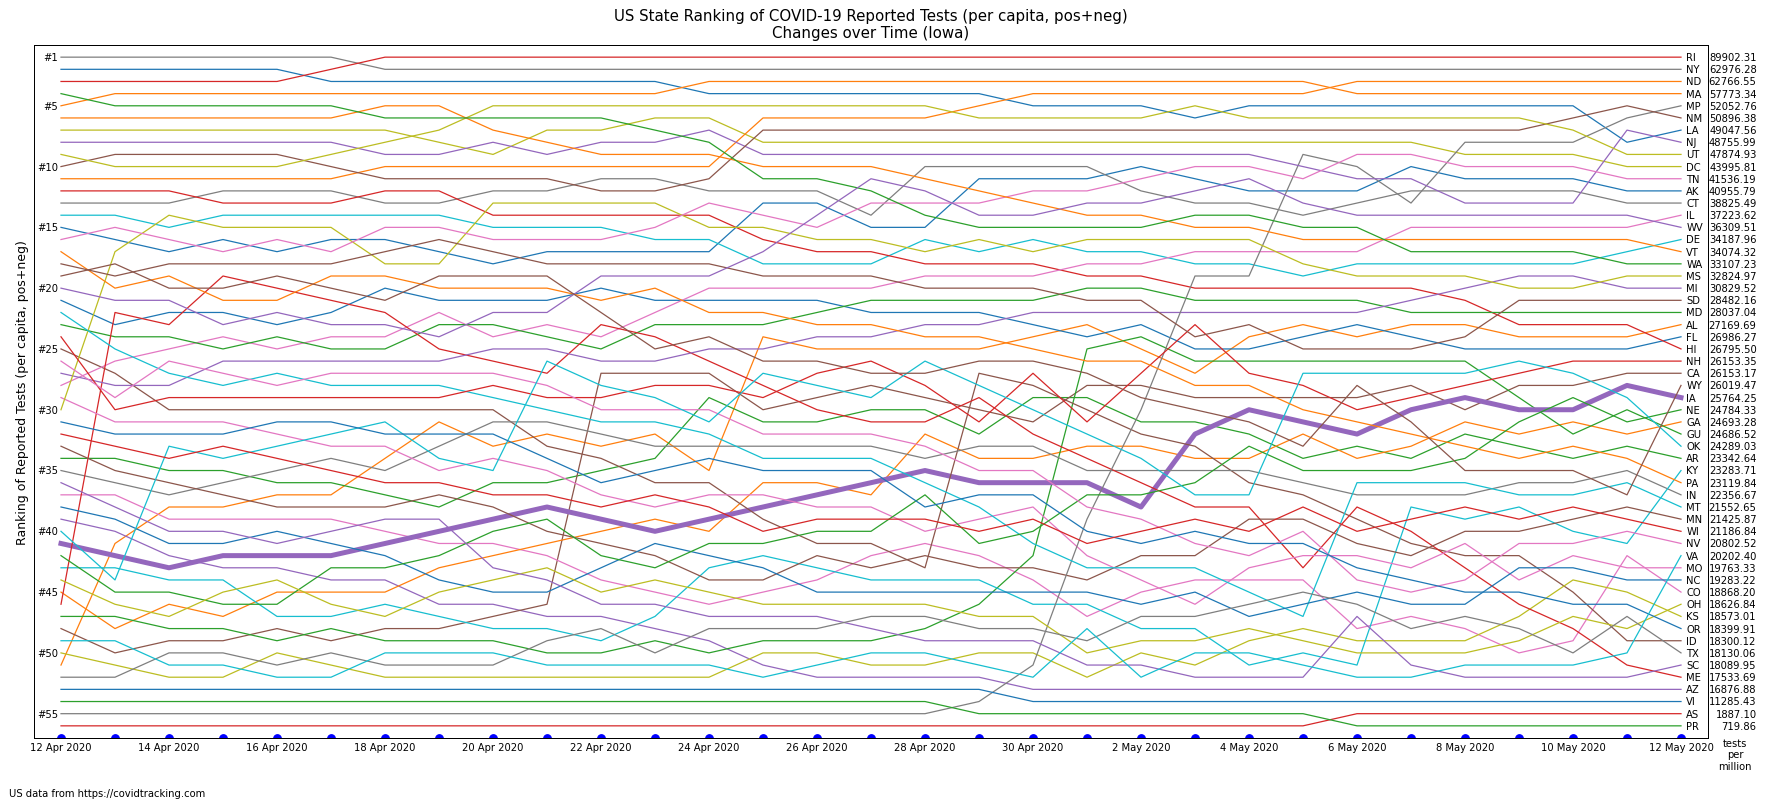 US State Ranking of COVID-19 Reported Tests (per capita, pos+neg)
Changes over Time (Iowa)
Ranking of Reported Tests (per capita, pos+neg)
#1
#5
#10
#15
#20
#25
#30
#35
#40
#45
#50
#55
RI 89902.31
NY 62976.28
ND 62766.55
MA 57773.34
MP 52052.76
NM 50896.38
LA 49047.56
NJ 48755.99
UT 47874.93
DC 43995.81
TN 41536.19
AK 40955.79
CT 38825.49
IL 37223.62
WV 36309.51
DE 34187.96
VT 34074.32
WA 33107.23
MS 32824.97
MI 30829.52
SD 28482.16
MD 28037.04
AL 27169.69
FL 26986.27
HI 26795.50
NH 26153.35
CA 26153.17
WY 26019.47
IA 25764.25
NE 24784.33
GA 24693.28
GU 24686.52
OK 24289.03
AR 23342.64
KY 23283.71
PA 23119.84
IN 22356.67
MT 21552.65
MN 21425.87
WI 21186.84
NV 20802.52
VA 20202.40
MO 19763.33
NC 19283.22
CO 18868.20
OH 18626.84
KS 18573.01
OR 18399.91
ID 18300.12
TX 18130.06
SC 18089.95
ME 17533.69
AZ 16876.88
VI 11285.43
AS 1887.10
PR 719.86
12 Apr 2020 14 Apr 2020 16 Apr 2020 18 Apr 2020 20 Apr 2020 22 Apr 2020 24 Apr 2020 26 Apr 2020 28 Apr 2020 30 Apr 2020 2 May 2020 4 May 2020 6 May 2020 8 May 2020 10 May 2020 12 May 2020
tests
per
million
US data from https://covidtracking.com